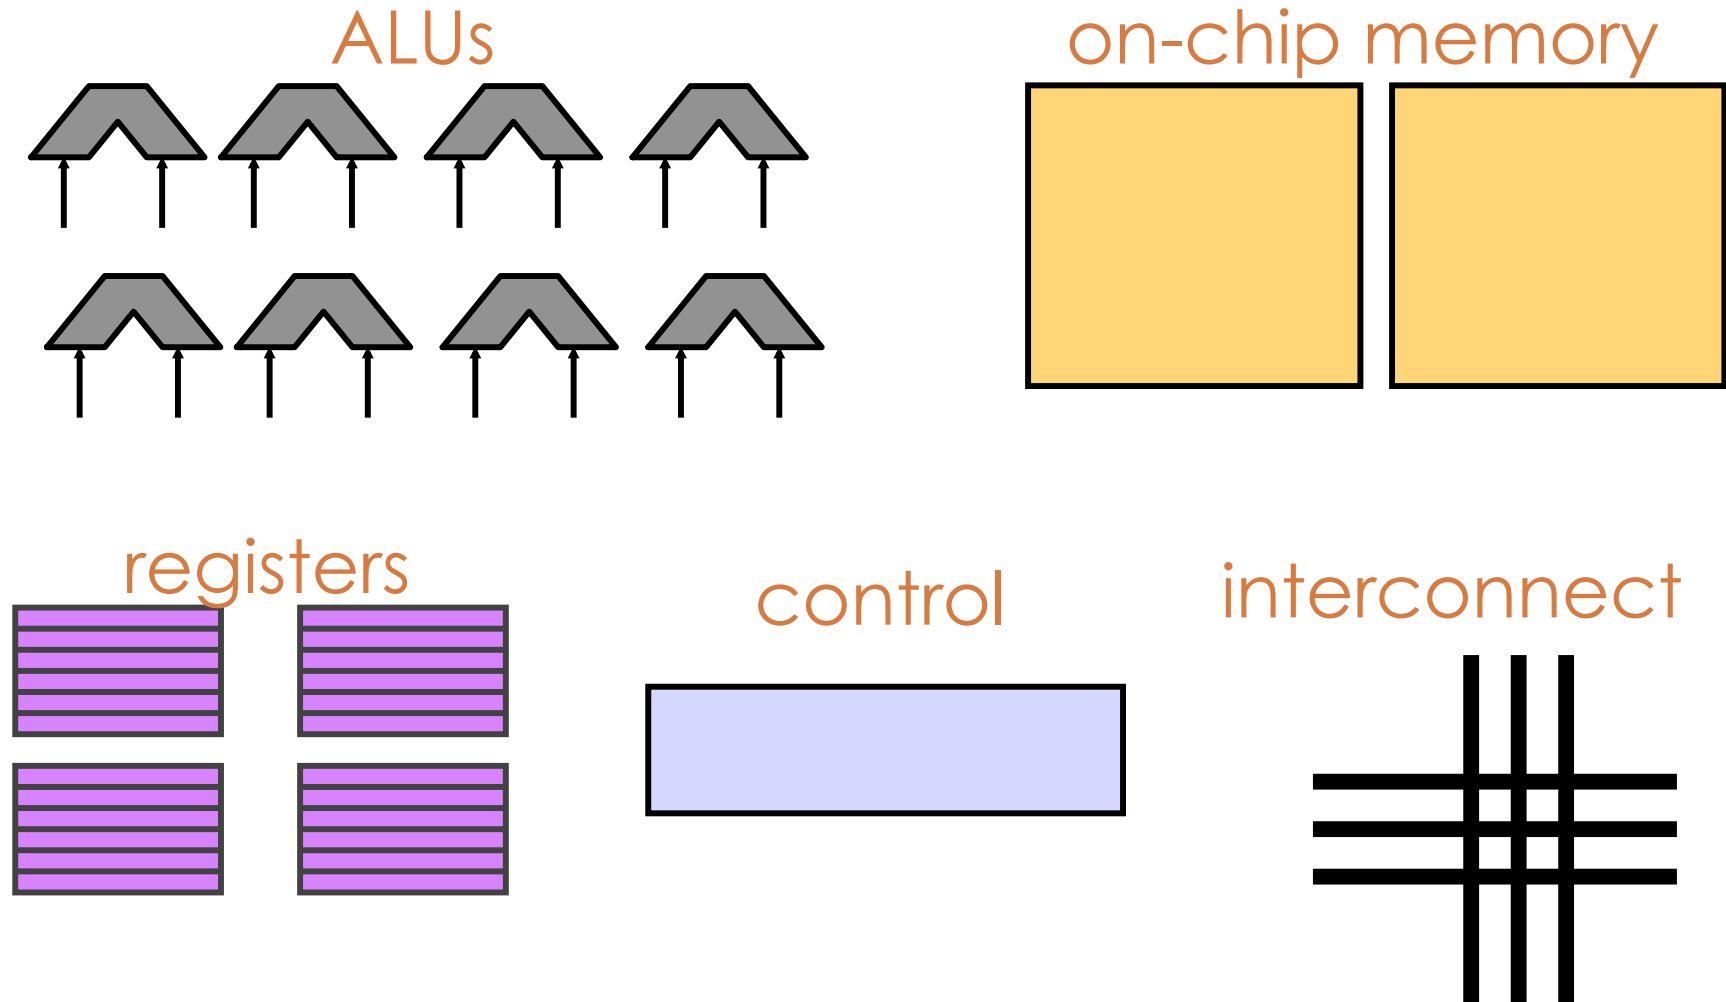 ALUs
on-chip memory
registers
control
interconnect